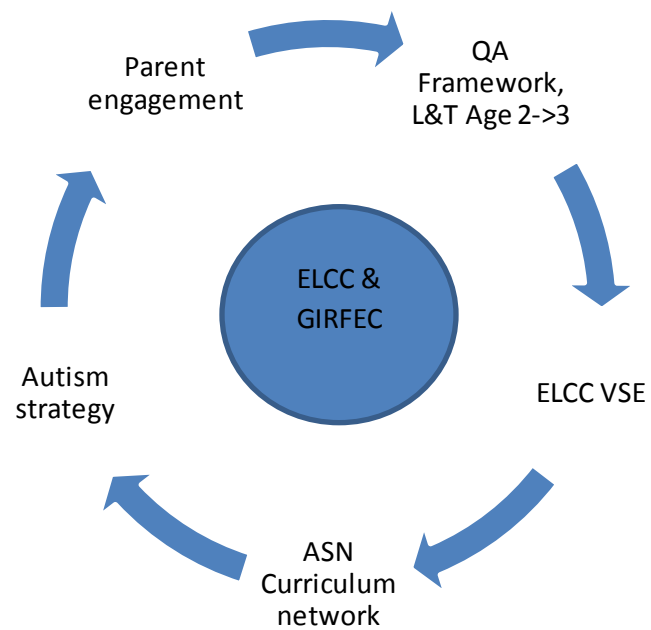 Parent
engagement
QA
Framework,
L&T Age 2->3
ELCC &
GIRFEC
ELCC VSE
Autism
strategy
ASN
Curriculum
network